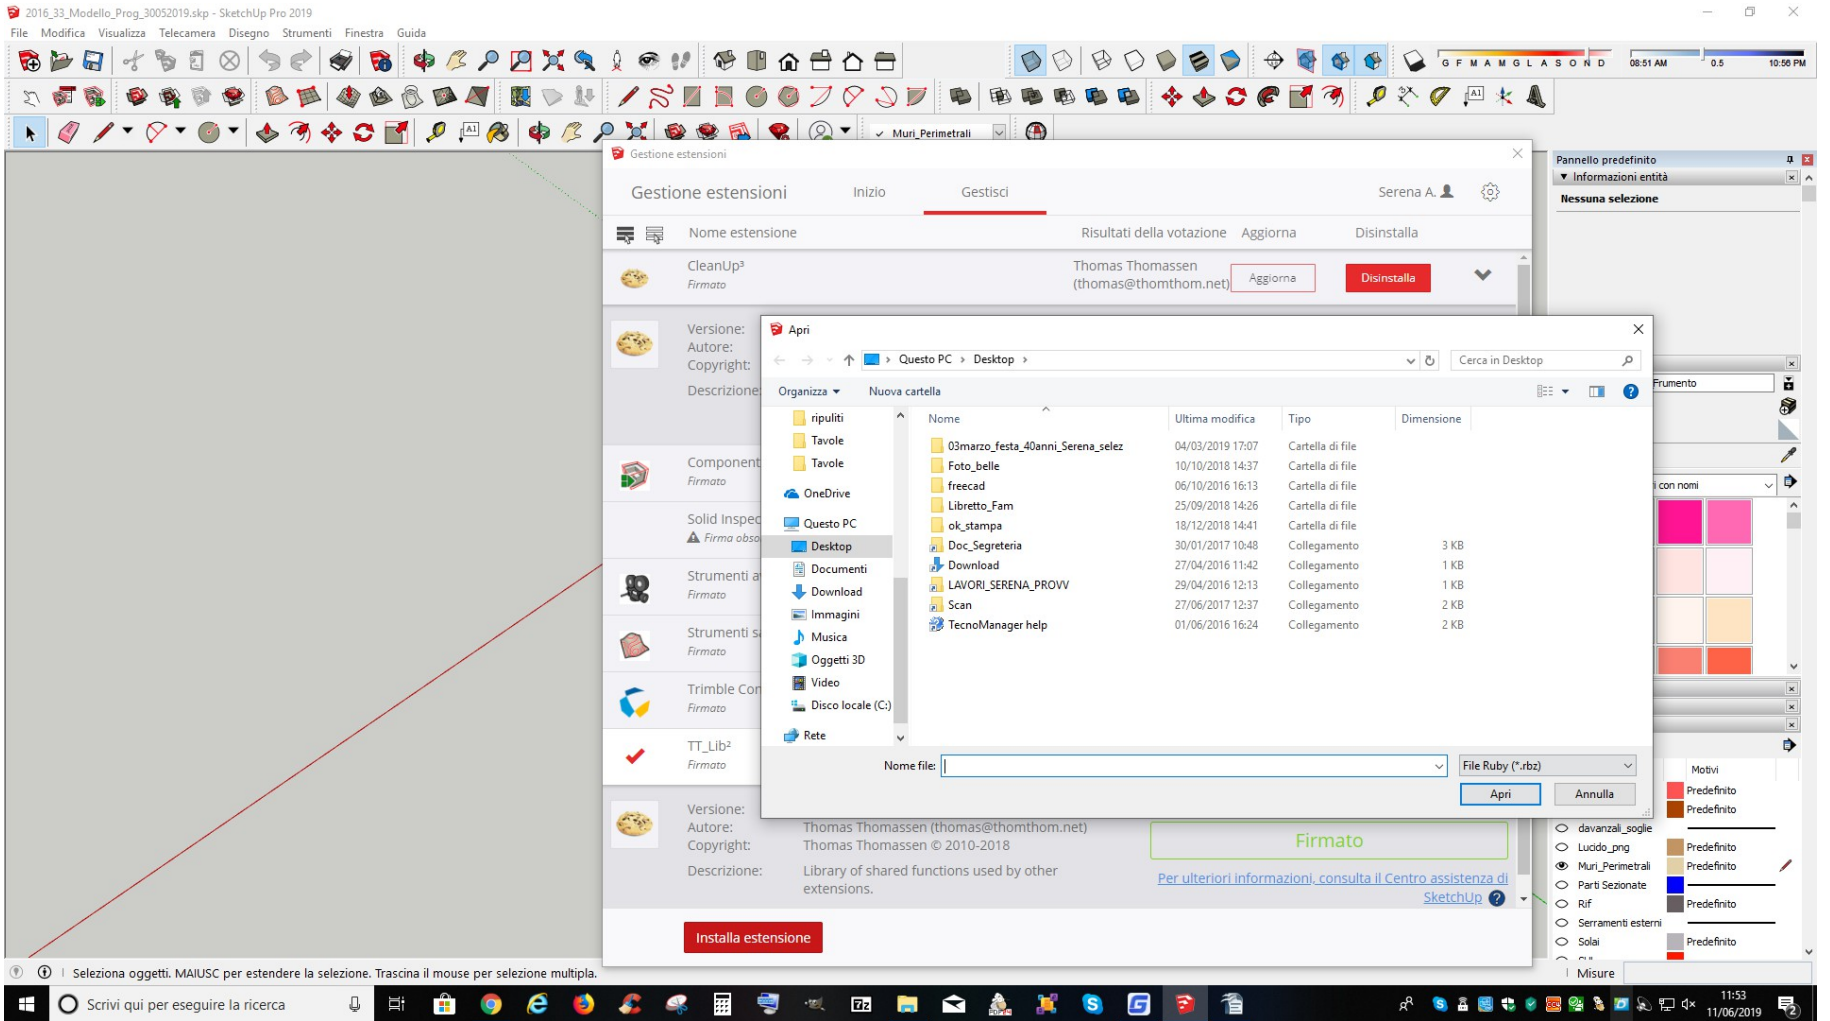 2016_33_Modello_Prog_30052019.skp - SketchUp Pro 2019
File Modifica Visualizza Telecamera Disegno Strumenti Finestra Guida
G F M A M G L A S O N D 08:51 AM 0.5 10:56 PM
Muri_Perimetrali
Gestione estensioni
Gestione estensioni Inizio Gestisci Serena A.
Nome estensione Risultati della votazione Aggiorna Disinstalla
CleanUp³
Firmato
Thomas Thomassen
(thomas@thomthom.net)
Aggiorna Disinstalla
Versione:
Autore:
Copyright:
Descrizione:
Component
Firmato
Solid Inspec
Firma obso
Strumenti a
Firmato
Strumenti s
Firmato
Trimble Con
Firmato
TT_Lib²
Firmato
Versione:
Autore: Thomas Thomassen (thomas@thomthom.net)
Copyright: Thomas Thomassen © 2010-2018
Descrizione: Library of shared functions used by other
extensions.
Firmato
Per ulteriori informazioni, consulta il Centro assistenza di
SketchUp
Installa estensione
Apri
Questo PC > Desktop >
Cerca in Desktop
Organizza Nuova cartella
ripuliti
Tavole
Tavole
OneDrive
Questo PC
Desktop
Documenti
Download
Immagini
Musica
Oggetti 3D
Video
Disco locale (C:)
Rete
Nome Ultima modifica Tipo Dimensione
03marzo_festa_40anni_Serena_selez 04/03/2019 17:07 Cartella di file
Foto_belle 10/10/2018 14:37 Cartella di file
freecad 06/10/2016 16:13 Cartella di file
Libretto_Fam 25/09/2018 14:26 Cartella di file
ok_stampa 18/12/2018 14:41 Cartella di file
Doc_Segreteria 30/01/2017 10:48 Collegamento 3 KB
Download 27/04/2016 11:42 Collegamento 1 KB
LAVORI_SERENA_PROVV 29/04/2016 12:13 Collegamento 1 KB
Scan 27/06/2017 12:37 Collegamento 2 KB
TecnoManager help 01/06/2016 16:24 Collegamento 2 KB
Nome file: File Ruby (*.rbz)
Apri Annulla
Pannello predefinito
Informazioni entità
Nessuna selezione
Frumento
i con nomi
Motivi
Predefinito
Predefinito
davanzali_soglie
Lucido_png Predefinito
Muri_Perimetrali Predefinito
Parti Sezionate
Rif Predefinito
Serramenti esterni
Solai Predefinito
Seleziona oggetti. MAIUSC per estendere la selezione. Trascina il mouse per selezione multipla.
Misure
Scrivi qui per eseguire la ricerca
11:53
11/06/2019